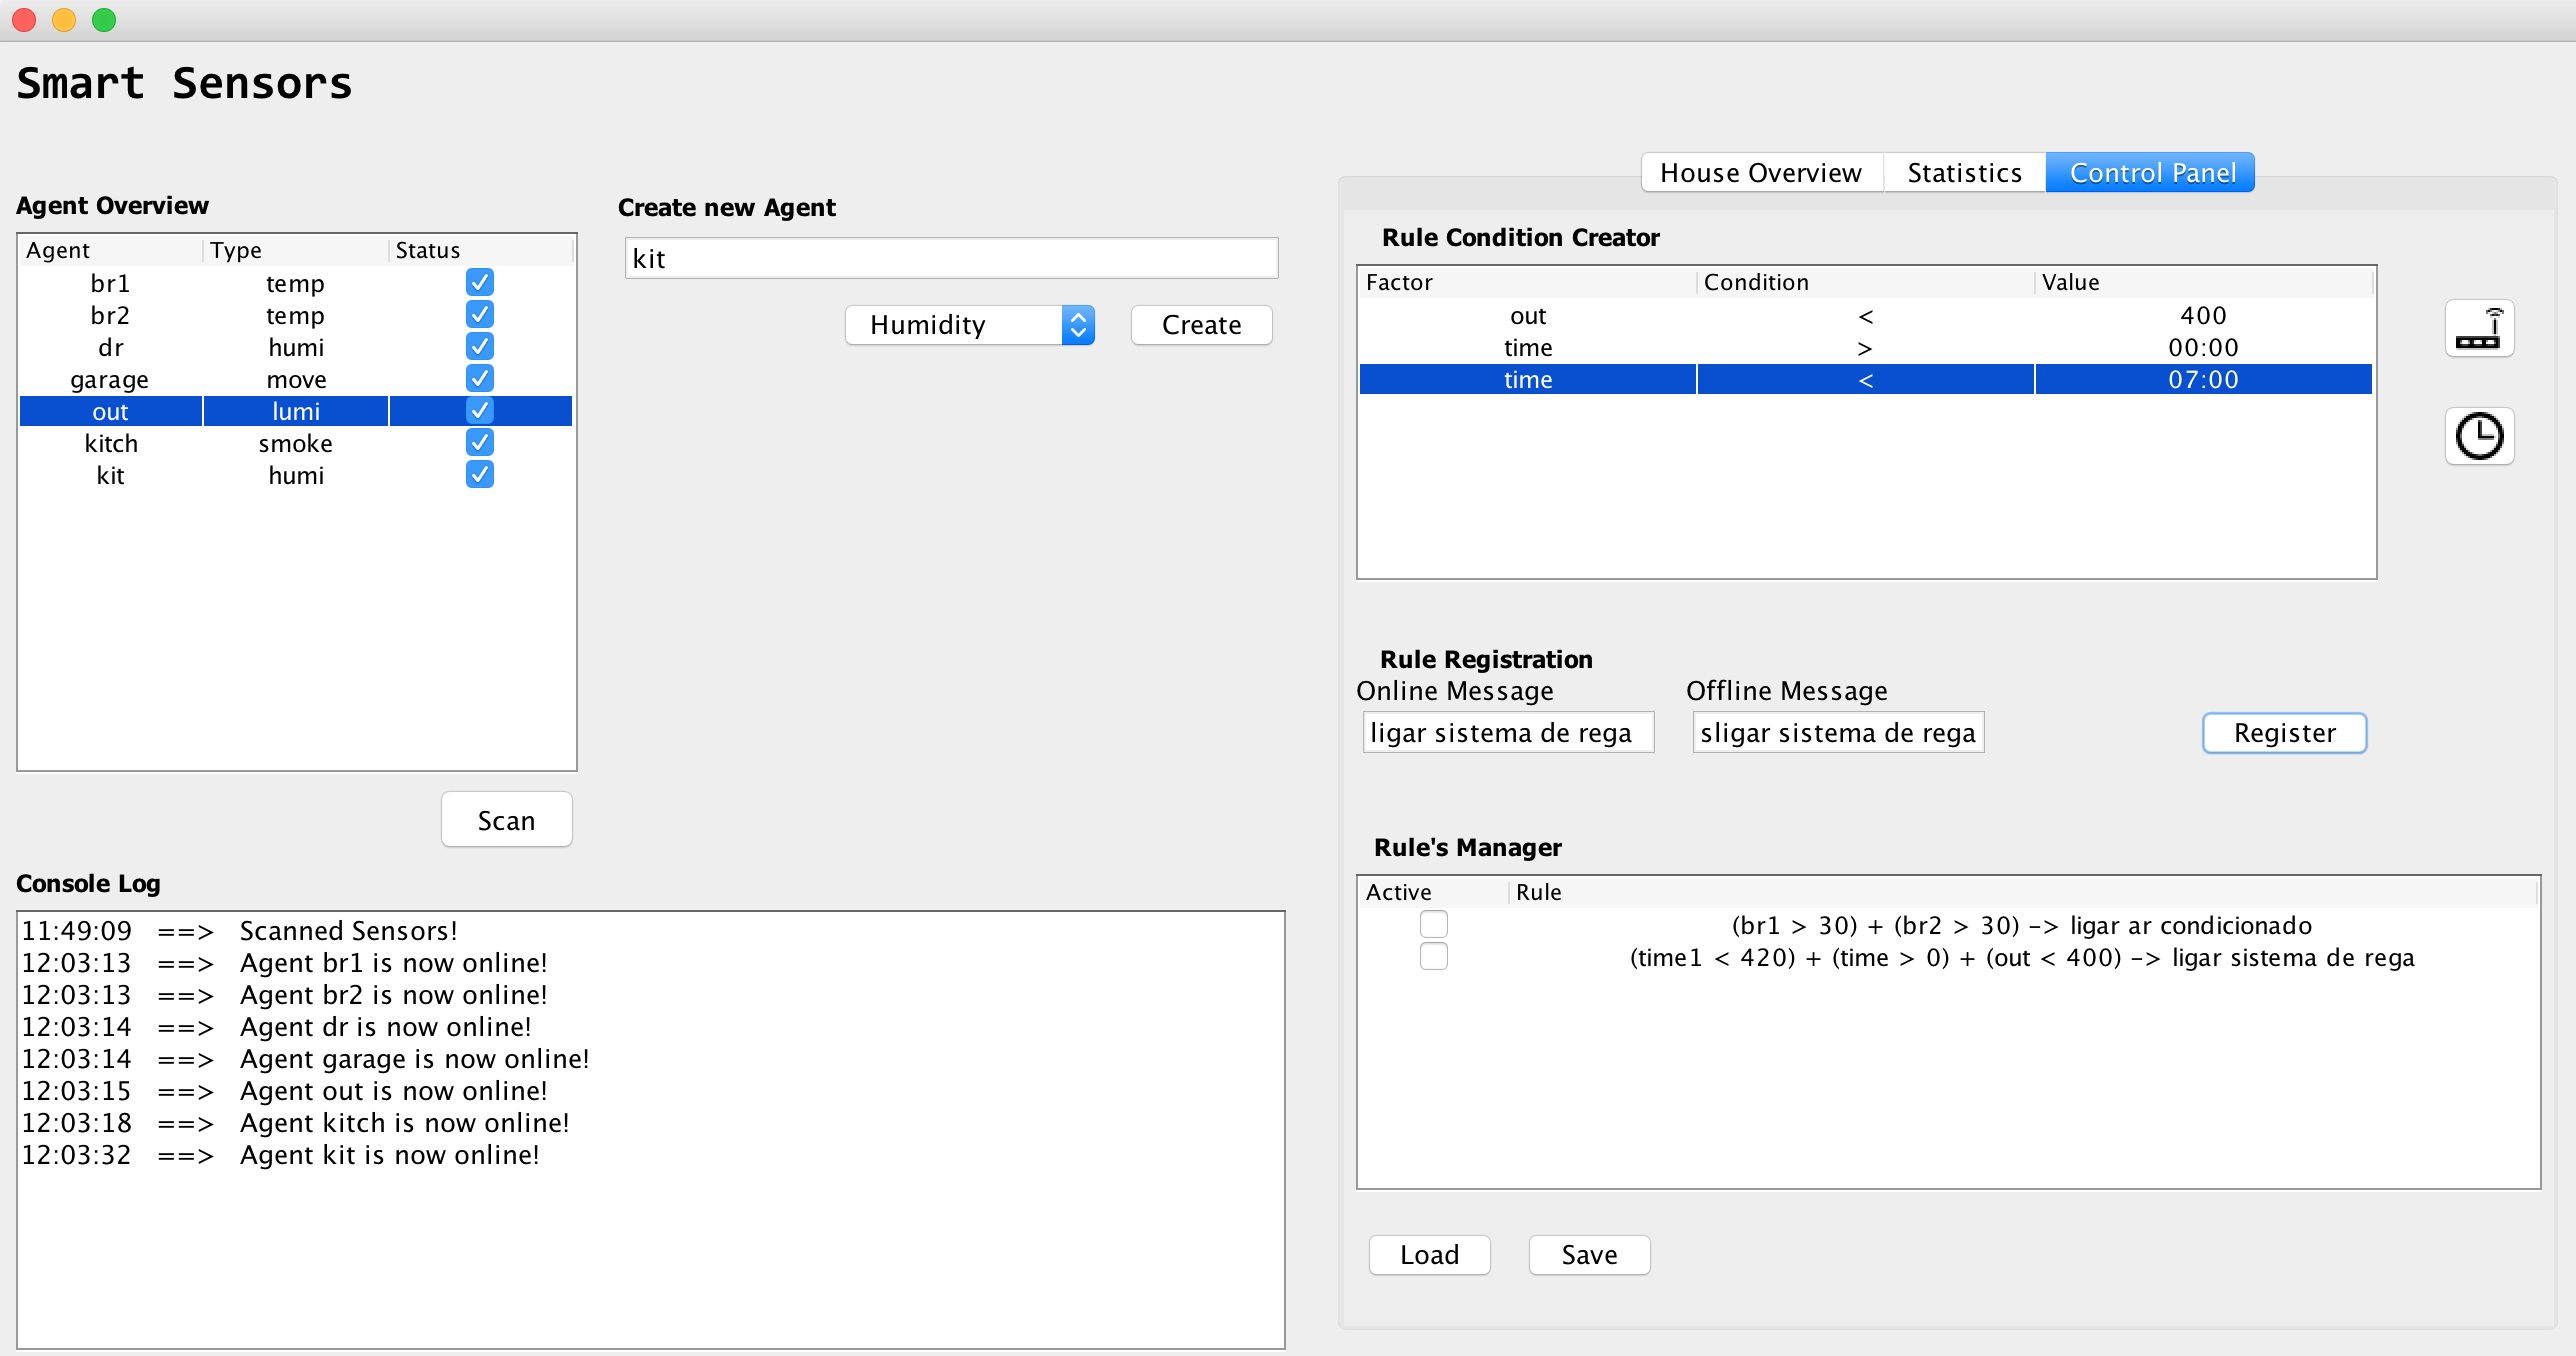 Smart Sensors
Agent Overview
Agent Type Status
br1 temp
br2 temp
dr humi
garage move
out lumi
kitch smoke
kit humi
Scan
Create new Agent
kit
Humidity Create
Console Log
11:49:09 ==> Scanned Sensors!
12:03:13 ==> Agent br1 is now online!
12:03:13 ==> Agent br2 is now online!
12:03:14 ==> Agent dr is now online!
12:03:14 ==> Agent garage is now online!
12:03:15 ==> Agent out is now online!
12:03:18 ==> Agent kitch is now online!
12:03:32 ==> Agent kit is now online!
House Overview Statistics Control Panel
Rule Condition Creator
Factor Condition Value
out < 400
time > 00:00
time < 07:00
Rule Registration
Online Message Offline Message
ligar sistema de rega sligar sistema de rega Register
Rule's Manager
Active Rule
(br1 > 30) + (br2 > 30) -> ligar ar condicionado
(time1 < 420) + (time > 0) + (out < 400) -> ligar sistema de rega
Load Save